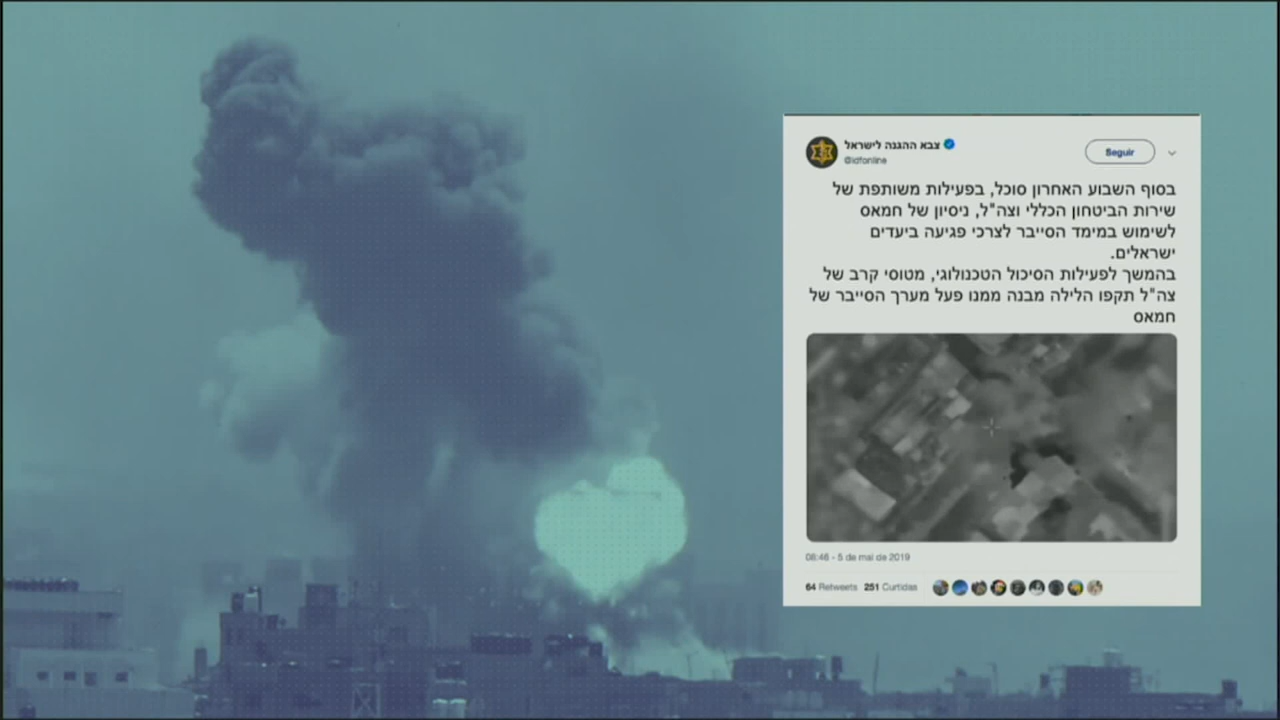 צבא ההגנה לישראל
@idfonline
Seguir
בסוף השבוע האחרון סוכל, בפעילות משותפת של
שירות הביטחון הכללי וצה"ל, ניסיון של חמאס
לשימוש במימד הסייבר לצרכי פגיעה ביעדים
ישראלים.
בהמשך לפעילות הסיכול הטכנולוגי, מטוסי קרב של
צה"ל תקפו הלילה מבנה ממנו פעל מערך הסייבר של
חמאס
08:46 - 5 de mai de 2019
64 Retweets 251 Curtidas